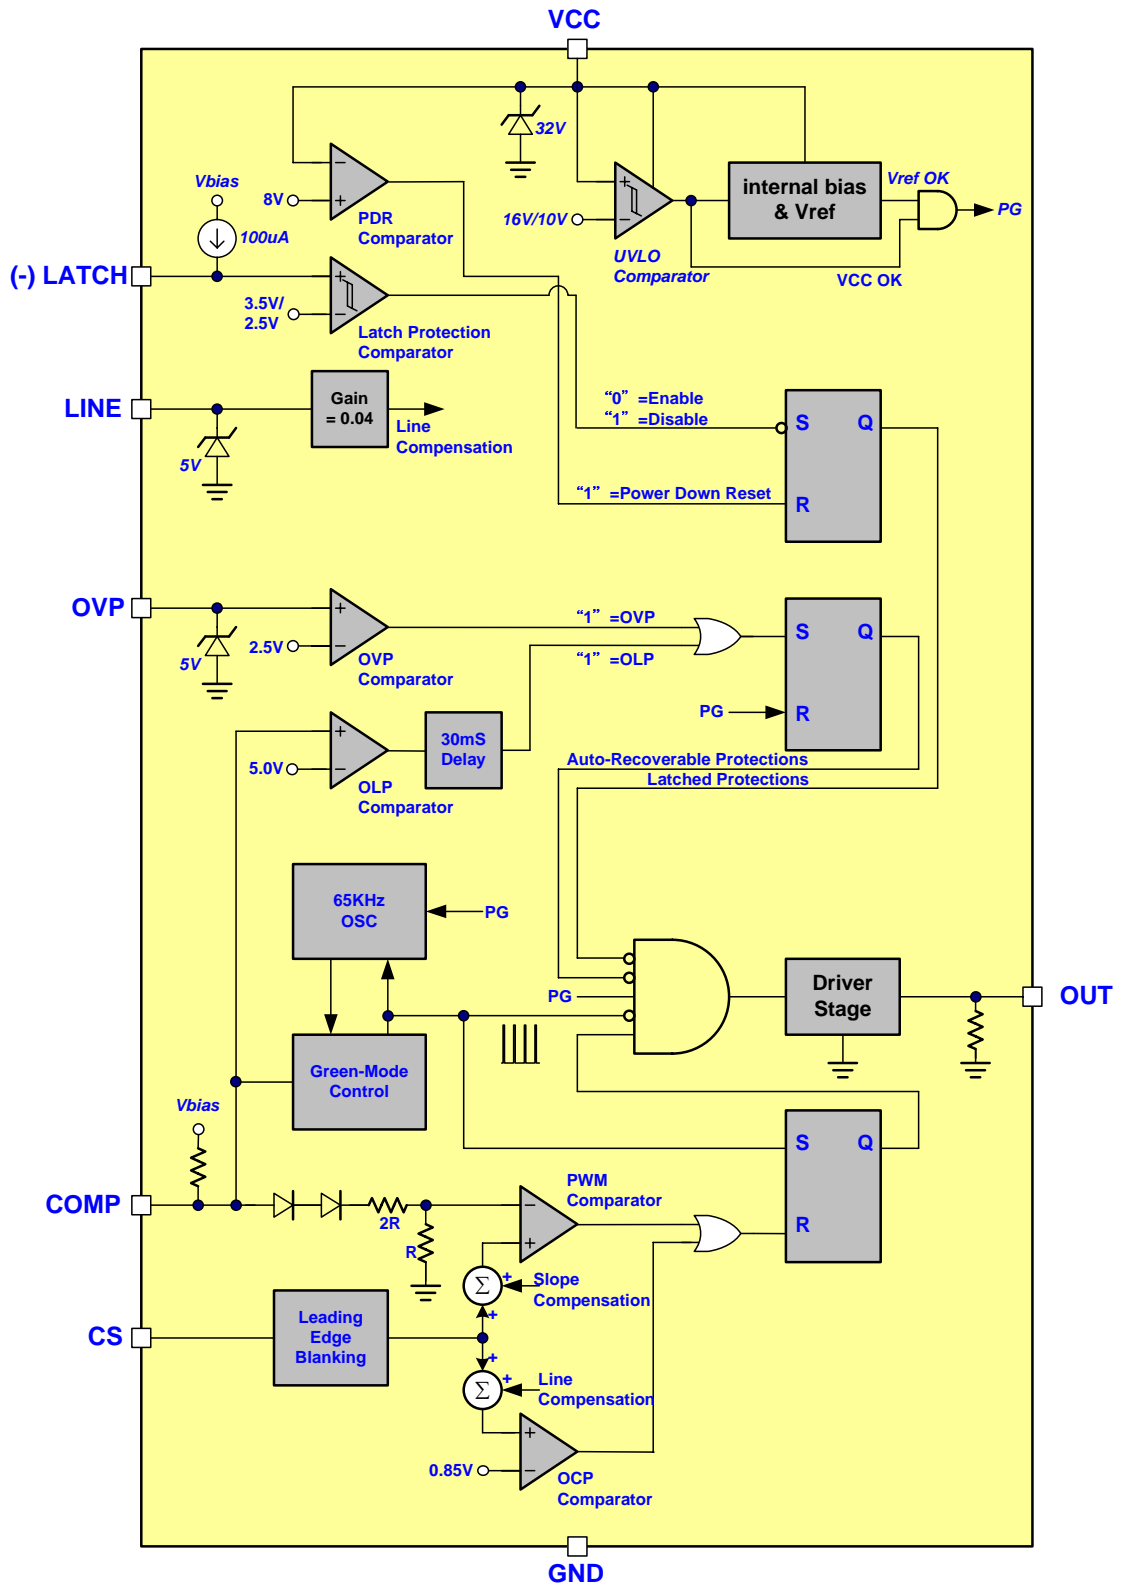 VCC
32V
Vbias
8V
−
+
PDR
Comparator
100uA
16V/10V
+
−
UVLO
Comparator
internal bias
& Vref
Vref OK
PG
VCC OK
(-) LATCH
3.5V/
2.5V
+
−
Latch Protection
Comparator
LINE
5V
Gain
= 0.04
Line
Compensation
“0” =Enable
“1” =Disable
“1” =Power Down Reset
S
Q
R
OVP
5V
2.5V
+
−
OVP
Comparator
“1” =OVP
“1” =OLP
S
Q
PG
R
5.0V
+
−
OLP
Comparator
30mS
Delay
Auto-Recoverable Protections
Latched Protections
65KHz
OSC
PG
PG
Driver
Stage
OUT
Green-Mode
Control
Vbias
COMP
2R
R
−
+
PWM
Comparator
S
Q
R
Σ
+
+
Slope
Compensation
CS
Leading
Edge
Blanking
+
Σ
+
Line
Compensation
0.85V
+
−
OCP
Comparator
GND